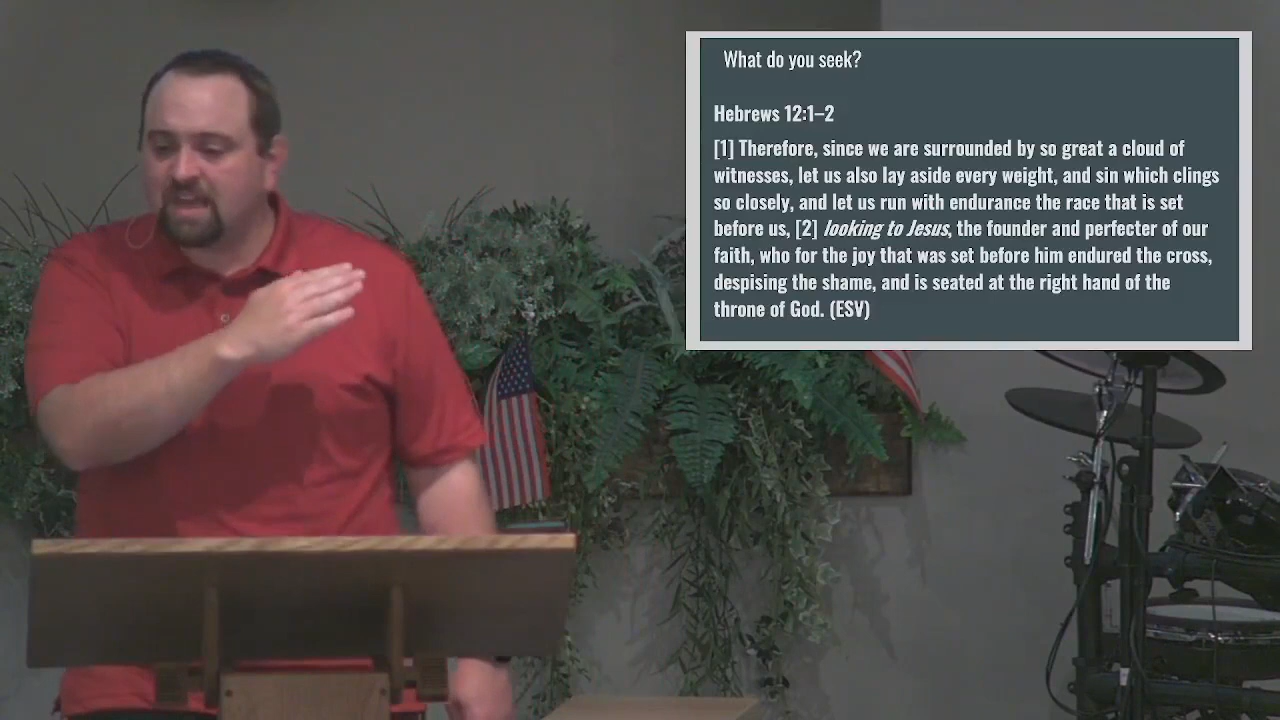 What do you seek?
Hebrews 12:1–2
[1] Therefore, since we are surrounded by so great a cloud of
witnesses, let us also lay aside every weight, and sin which clings
so closely, and let us run with endurance the race that is set
before us, [2] looking to Jesus, the founder and perfecter of our
faith, who for the joy that was set before him endured the cross,
despising the shame, and is seated at the right hand of the
throne of God. (ESV)